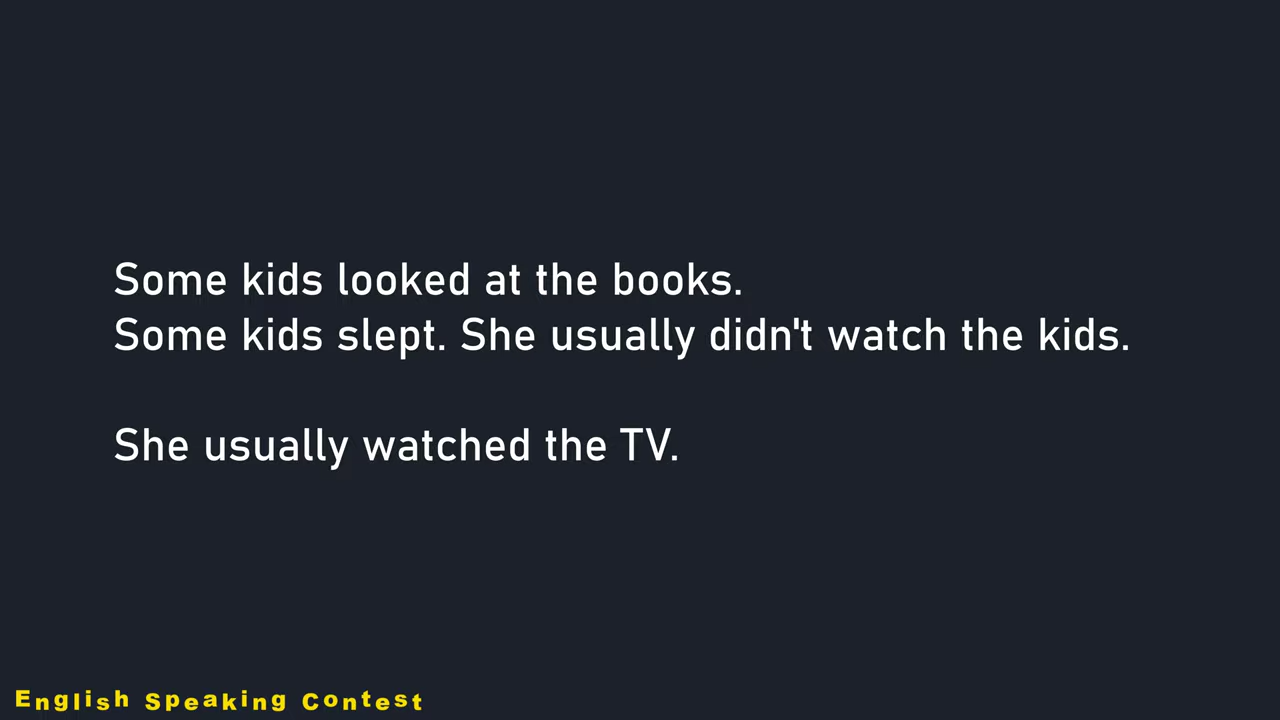 Some kids looked at the books.
Some kids slept. She usually didn't watch the kids.
She usually watched the TV.
English Speaking Contest